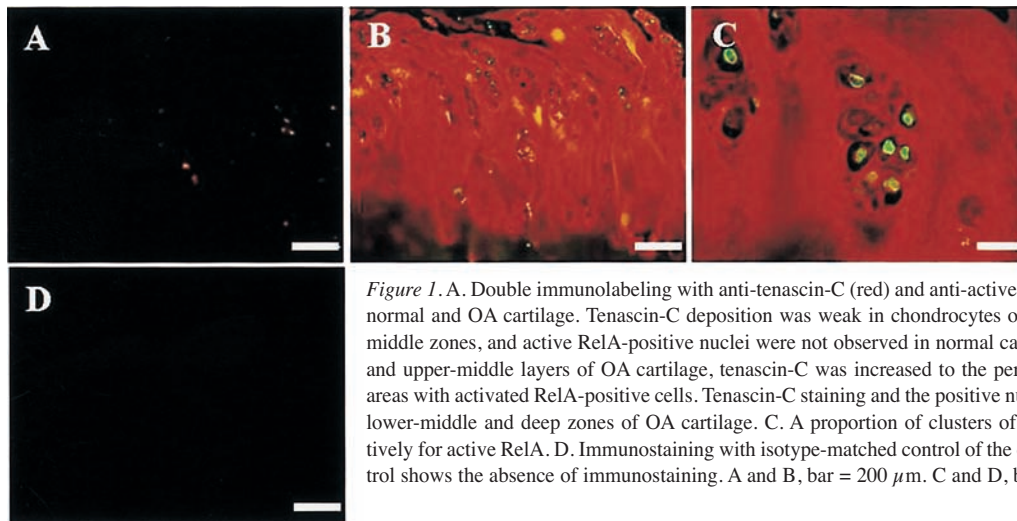 A
B
C
D
Figure 1. A. Double immunolabeling with anti-tenascin-C (red) and anti-active
normal and OA cartilage. Tenascin-C deposition was weak in chondrocytes o
middle zones, and active RelA-positive nuclei were not observed in normal ca
and upper-middle layers of OA cartilage, tenascin-C was increased to the per
areas with activated RelA-positive cells. Tenascin-C staining and the positive nu
lower-middle and deep zones of OA cartilage. C. A proportion of clusters of
tively for active RelA. D. Immunostaining with isotype-matched control of the
trol shows the absence of immunostaining. A and B, bar = 200 µm. C and D, b